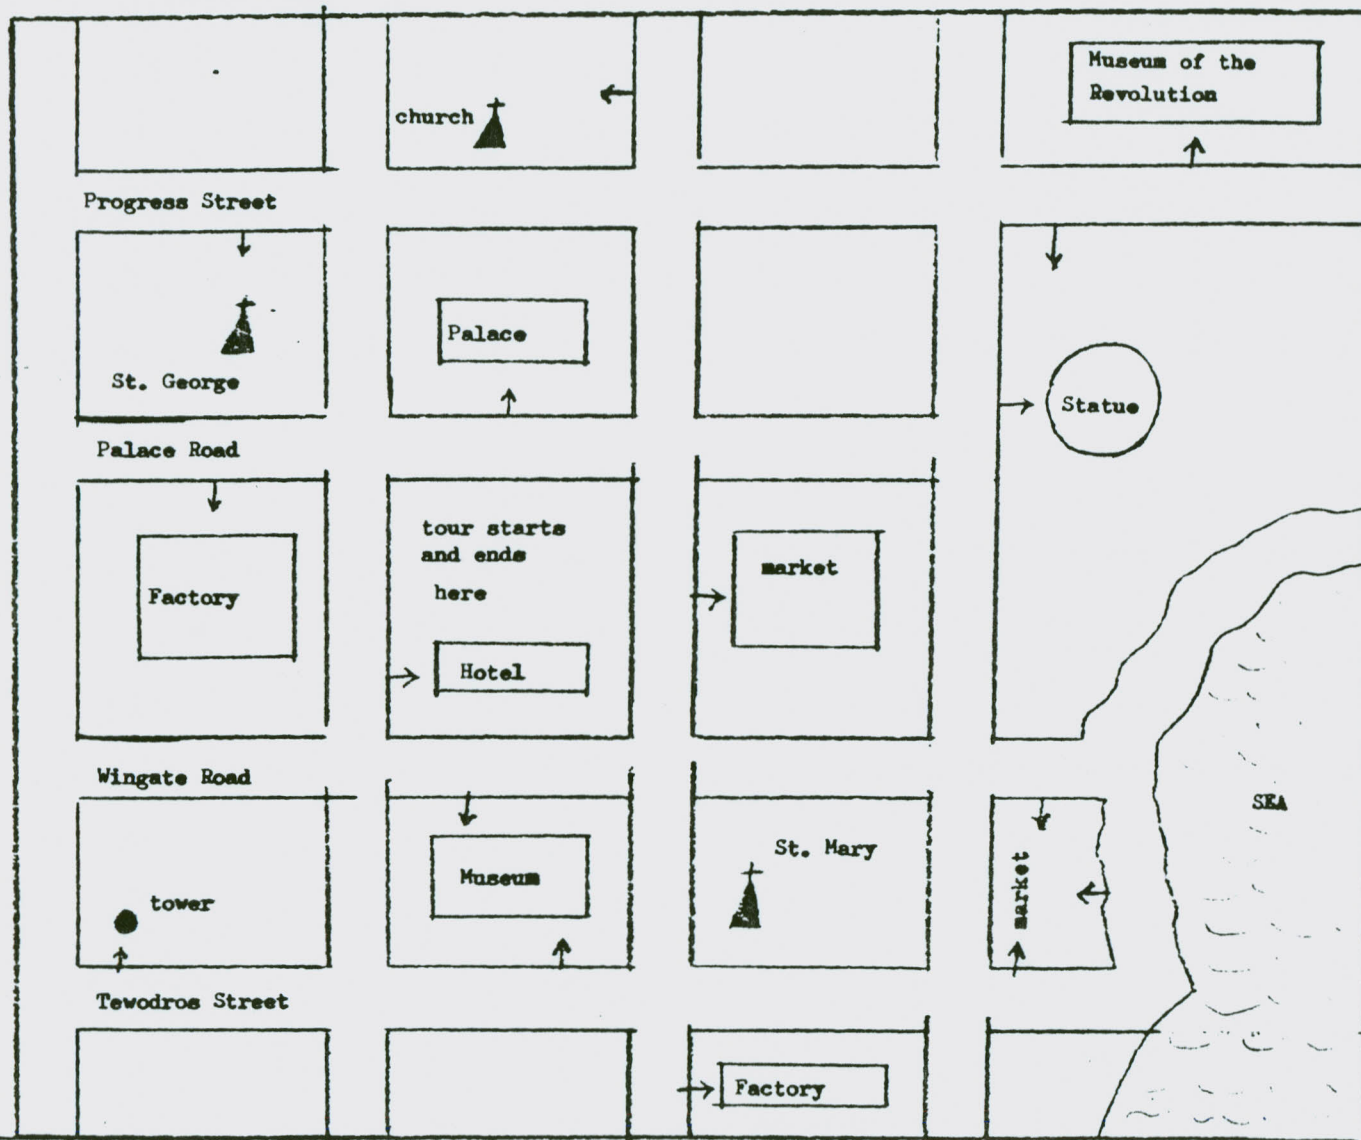 Museum of the
Revolution
church
Progress Street
St. George
Palace
Statue
Palace Road
Factory
tour starts
and ends
here
Hotel
market
Wingate Road
SEA
tower
Museum
St. Mary
market
Tewodros Street
Factory